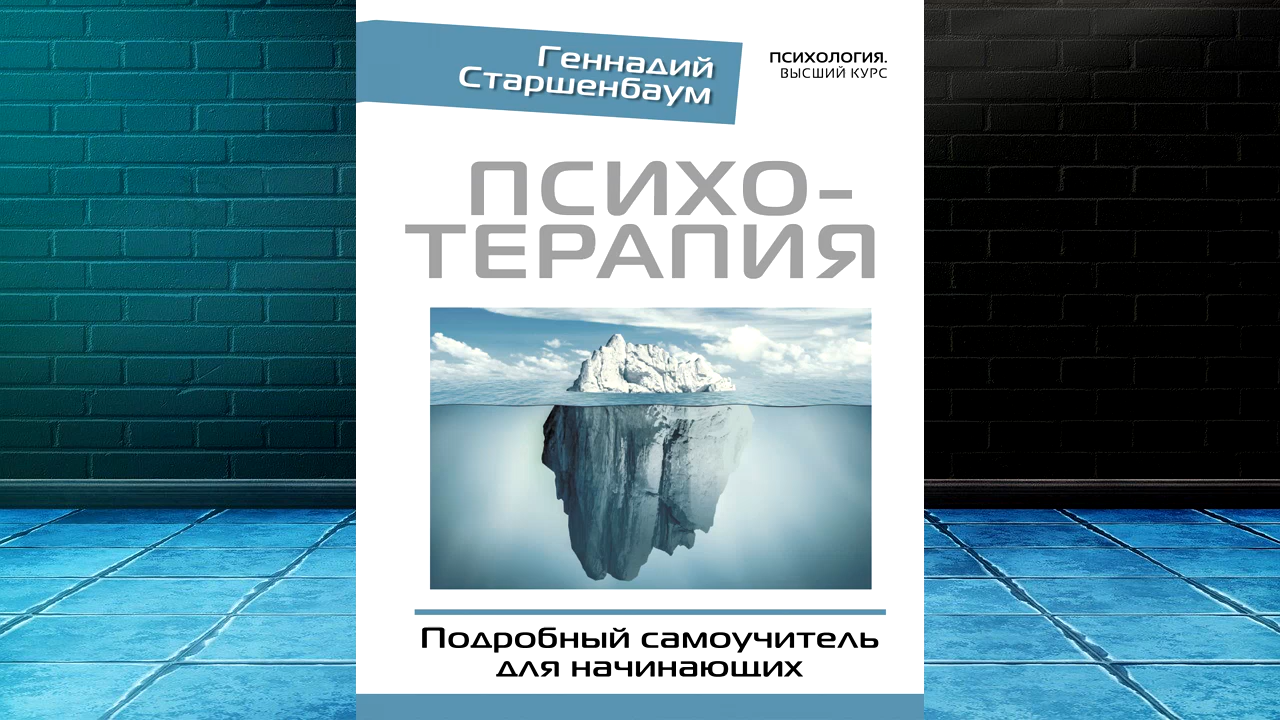 Геннадий
Старшенбаум
ПСИХОЛОГИЯ.
ВЫСШИЙ КУРС
ПСИХО-
ТЕРАПИЯ
Подробный самоучитель
для начинающих